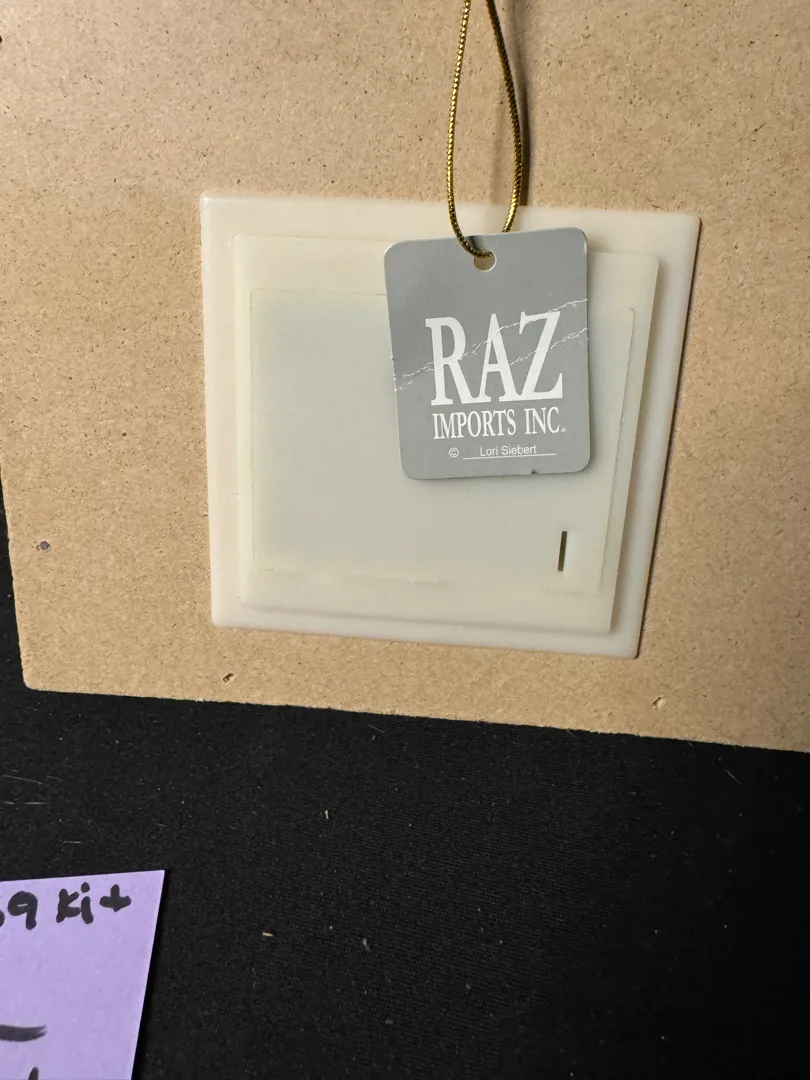 RAZ
IMPORTS INC.
© Lori Siebert
9 Kit